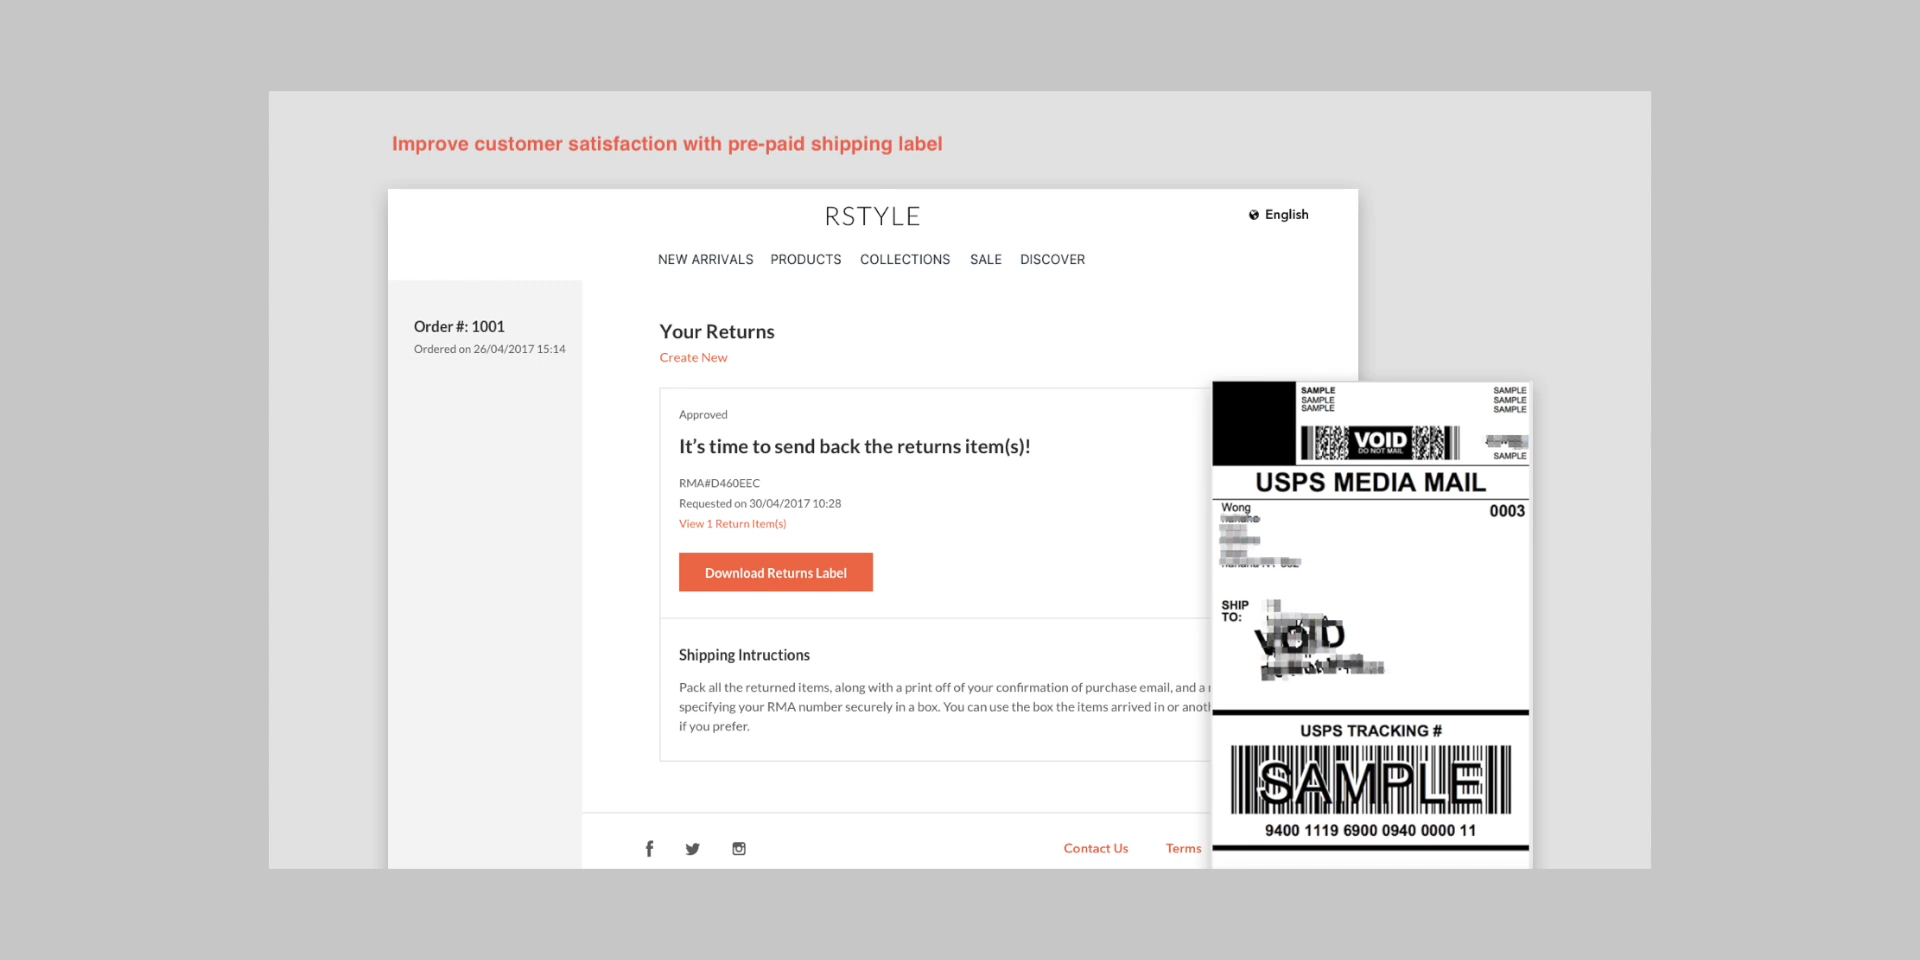 Improve customer satisfaction with pre-paid shipping label
RSTYLE
English
NEW ARRIVALS PRODUCTS COLLECTIONS SALE DISCOVER
Order #: 1001
Ordered on 26/04/2017 15:14
Your Returns
Create New
Approved
It’s time to send back the returns item(s)!
RMA#D460EEC
Requested on 30/04/2017 10:28
View 1 Return Item(s)
Download Returns Label
Shipping Intructions
Pack all the returned items, along with a print off of your confirmation of purchase email, and a
specifying your RMA number securely in a box. You can use the box the items arrived in or
if you prefer.
Contact Us Terms
SAMPLE
SAMPLE
SAMPLE
SAMPLE
SAMPLE
SAMPLE
VOID
DO NOT MAIL
SAMPLE
USPS MEDIA MAIL
Wong
0003
SHIP
TO:
VOID
USPS TRACKING #
SAMPLE
9400 1119 6900 0940 0000 11